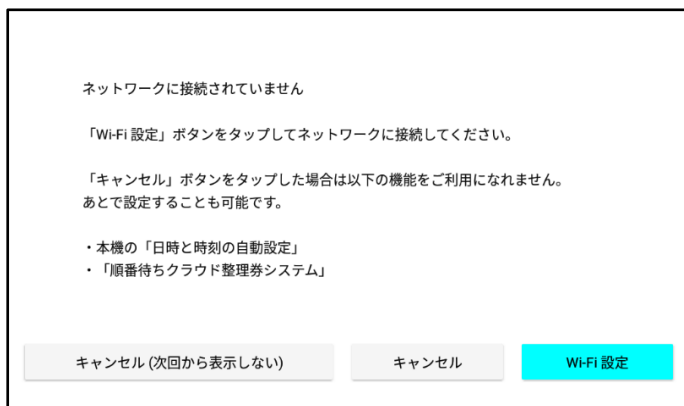 ネットワークに接続されていません
「Wi-Fi 設定」ボタンをタップしてネットワークに接続してください。
「キャンセル」ボタンをタップした場合は以下の機能をご利用になれません。
あとで設定することも可能です。
・本機の「日時と時刻の自動設定」
・「順番待ちクラウド整理券システム」
キャンセル (次回から表示しない)
キャンセル
Wi-Fi 設定